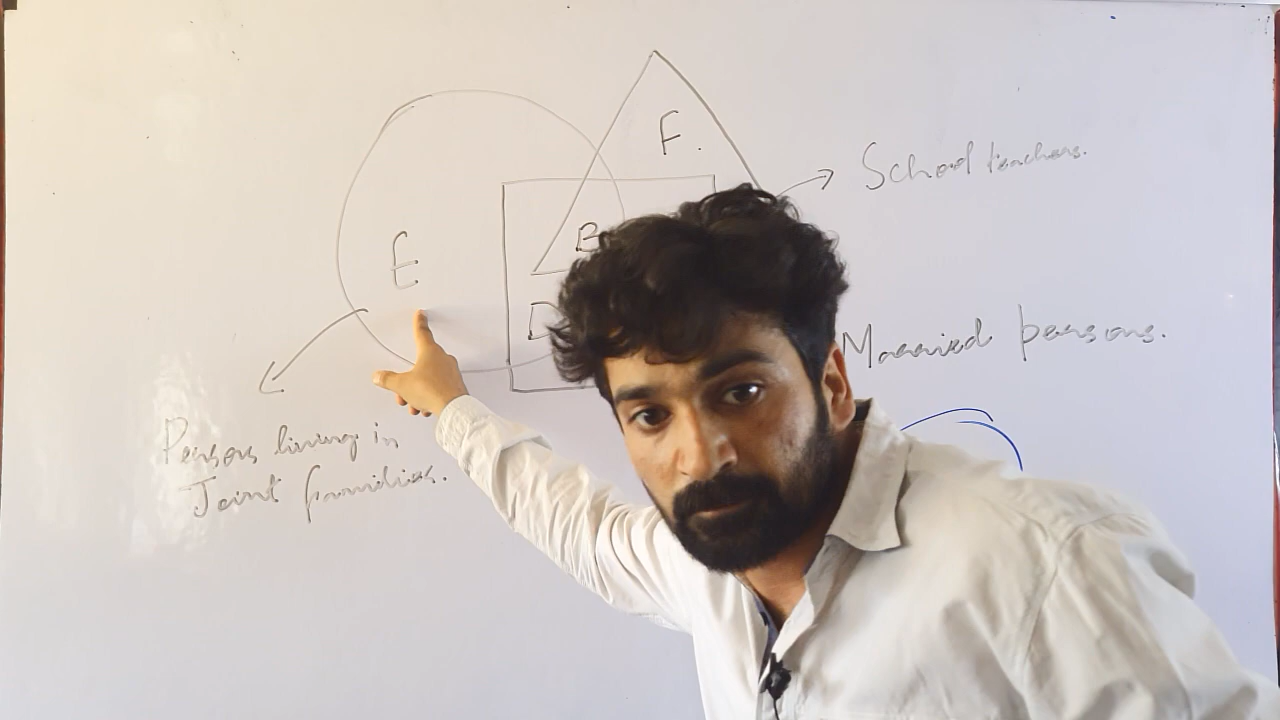 F.
School teachers.
B
E
D
Married persons.
Persons living in
Joint families.